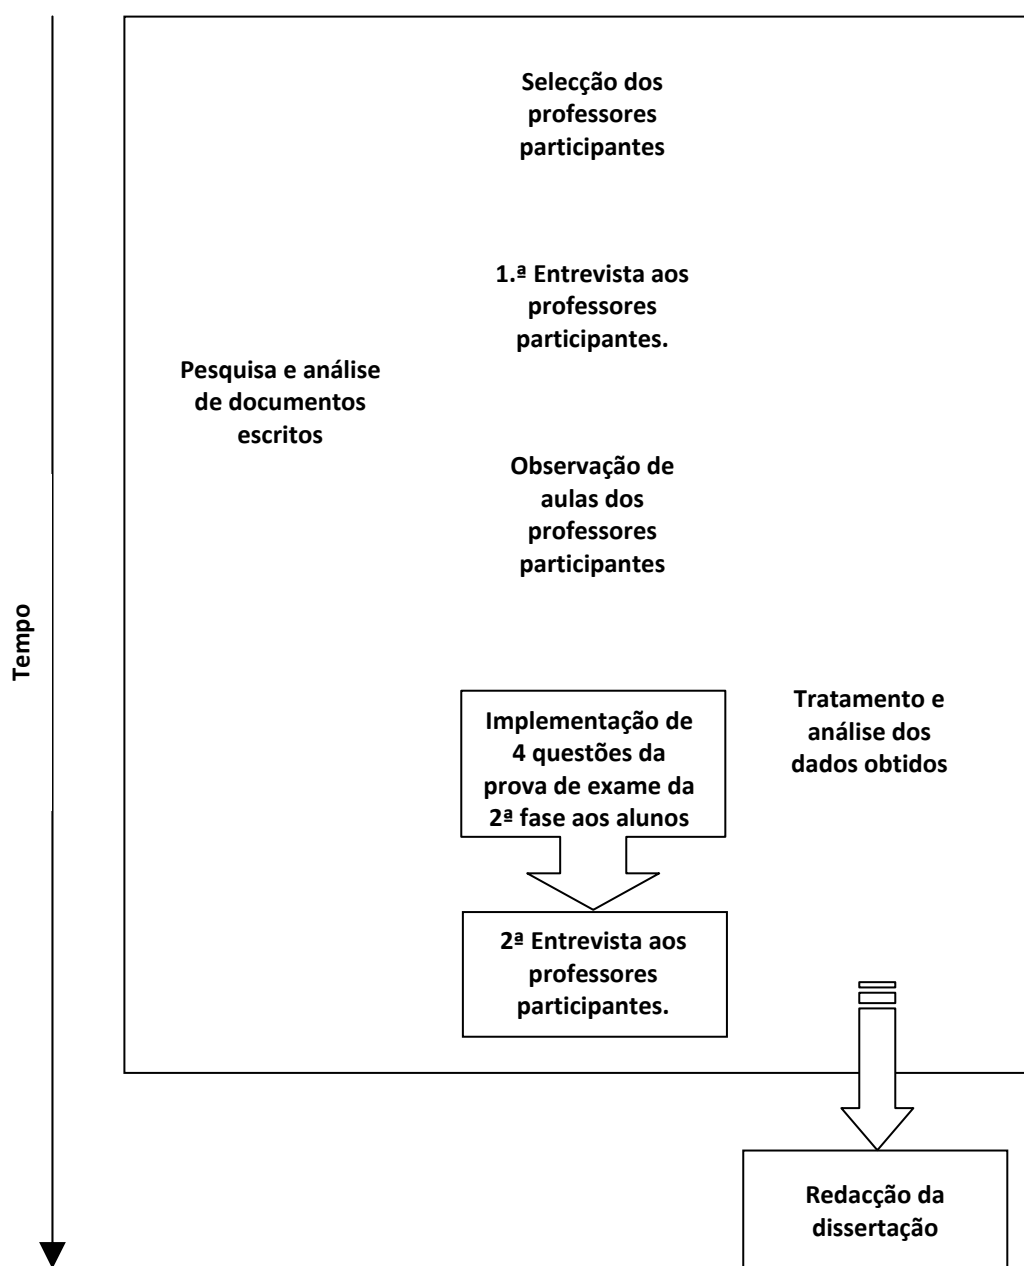 Selecção dos
professores
participantes
1.ª Entrevista aos
professores
participantes.
Pesquisa e análise
de documentos
escritos
Observação de
aulas dos
professores
participantes
Tempo
Implementação de
4 questões da
prova de exame da
2ª fase aos alunos
Tratamento e
análise dos
dados obtidos
2ª Entrevista aos
professores
participantes.
Redacção da
dissertação